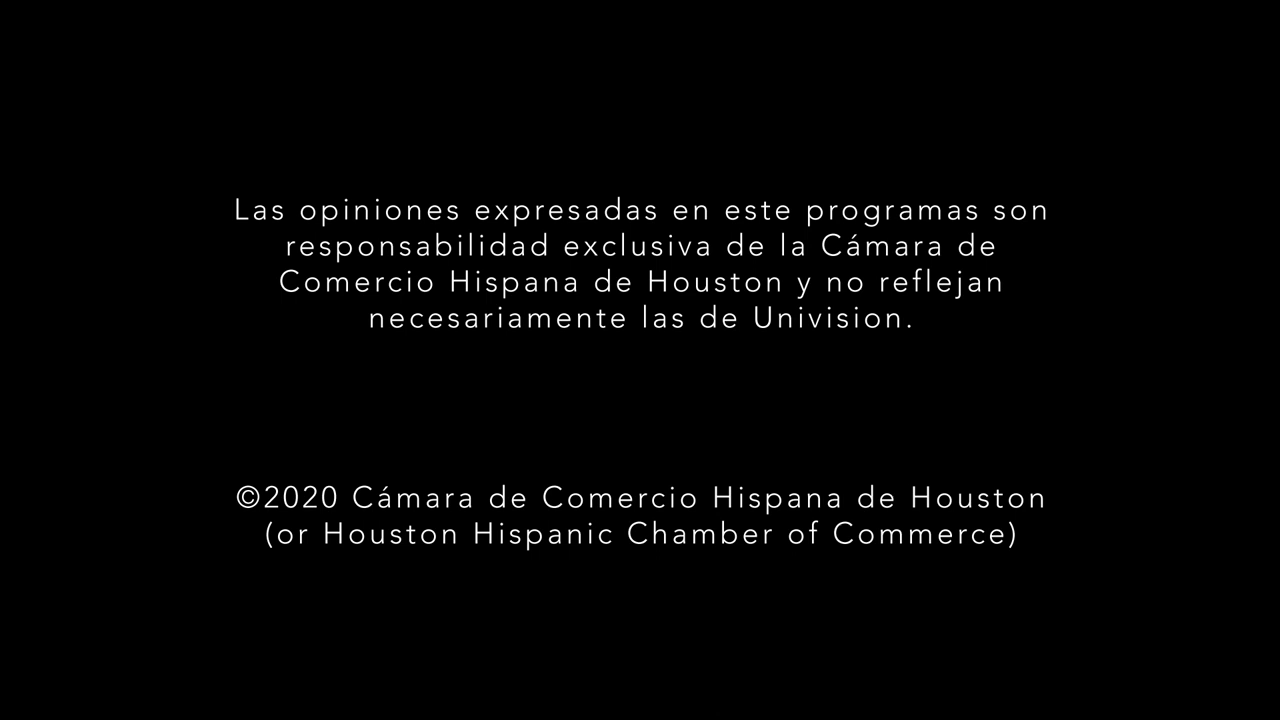 Las opiniones expresadas en este programas son
responsabilidad exclusiva de la Cámara de
Comercio Hispana de Houston y no reflejan
necesariamente las de Univision.
©2020 Cámara de Comercio Hispana de Houston
(or Houston Hispanic Chamber of Commerce)